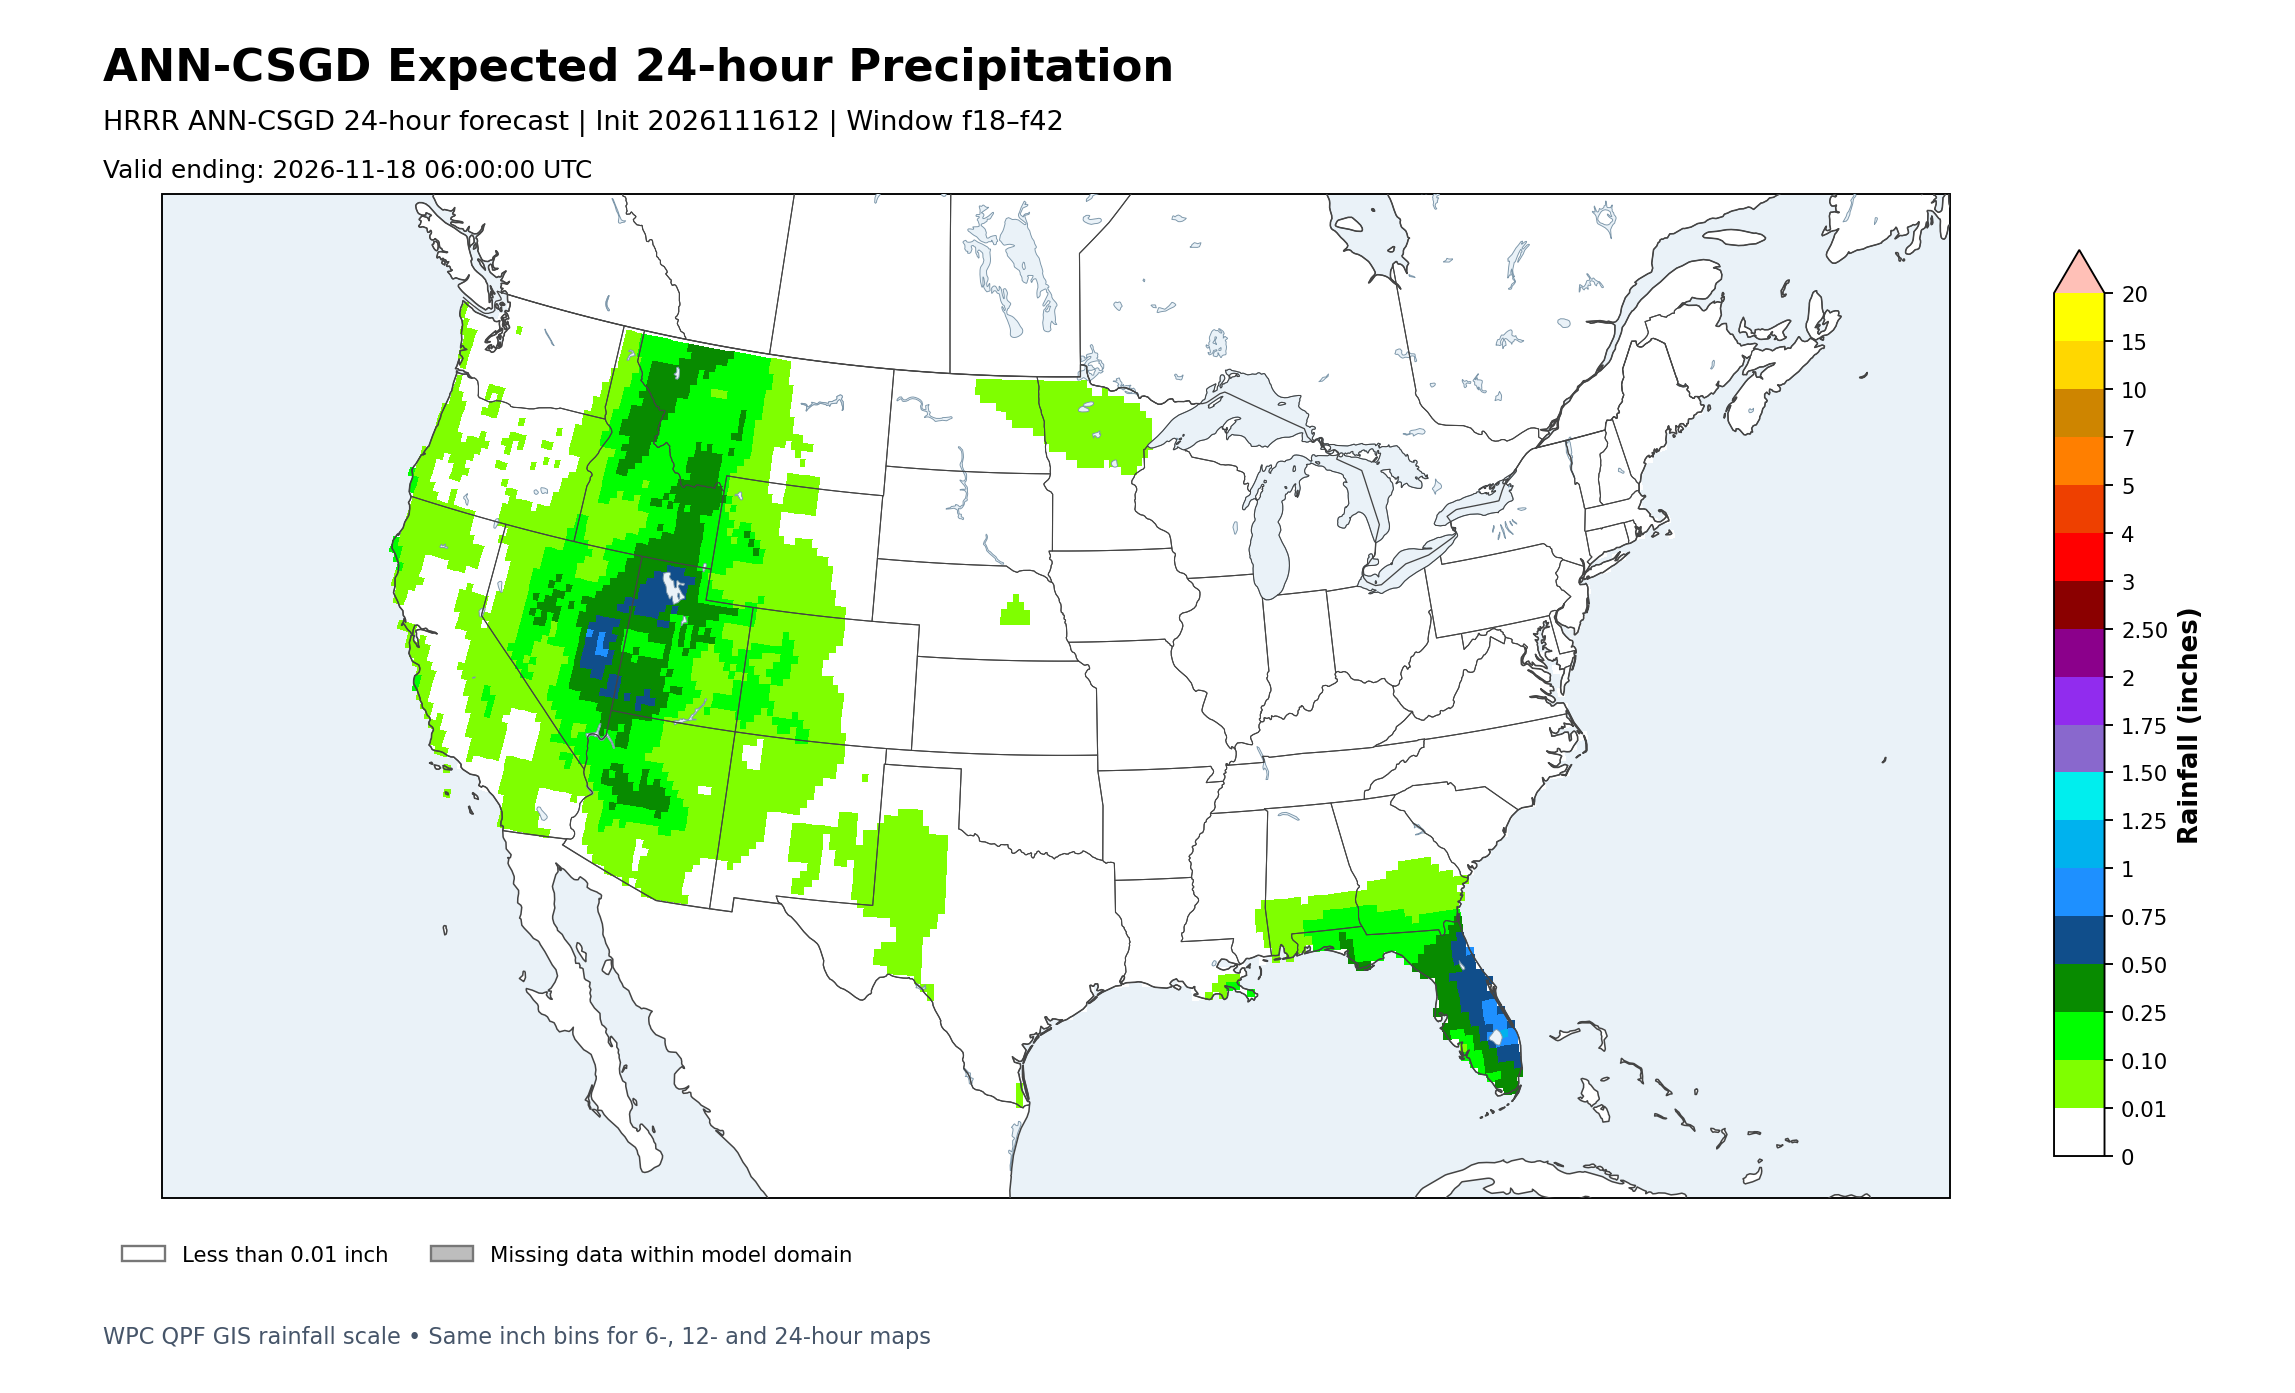 ANN-CSGD Expected 24-hour Precipitation
HRRR ANN-CSGD 24-hour forecast | Init 2026111612 | Window f18–f42
Valid ending: 2026-11-18 06:00:00 UTC
20
15
10
7
5
4
3
2.50
2
1.75
1.50
1.25
1
0.75
0.50
0.25
0.10
0.01
0
Rainfall (inches)
Less than 0.01 inch
Missing data within model domain
WPC QPF GIS rainfall scale • Same inch bins for 6-, 12- and 24-hour maps